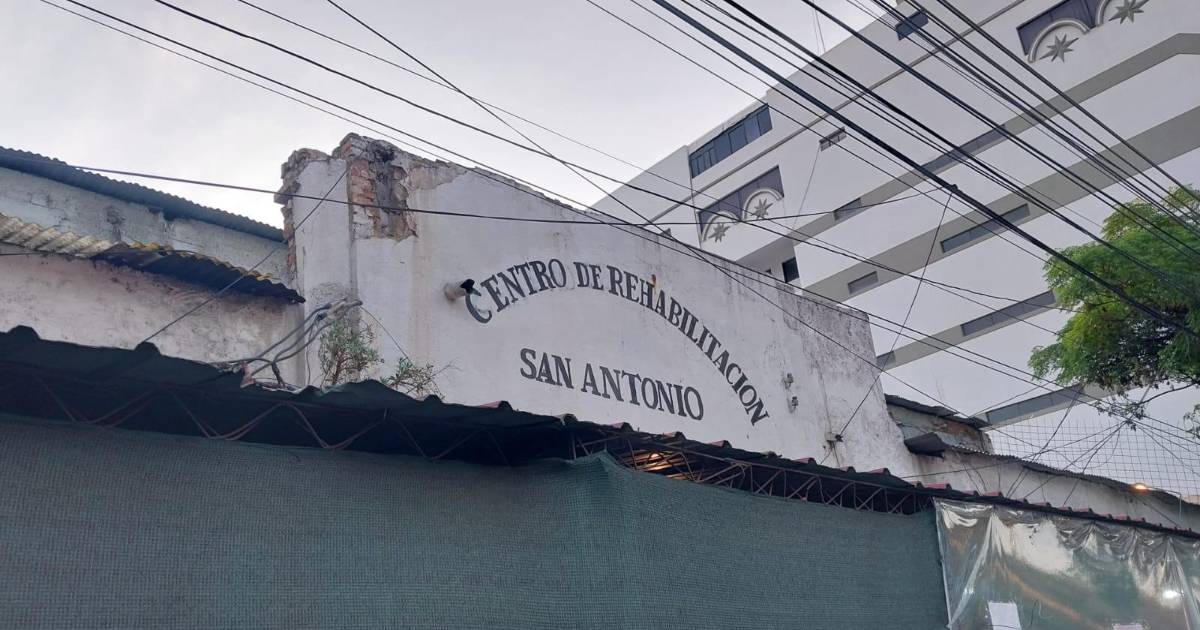 CENTRO DE REHABILITACION
SAN ANTONIO